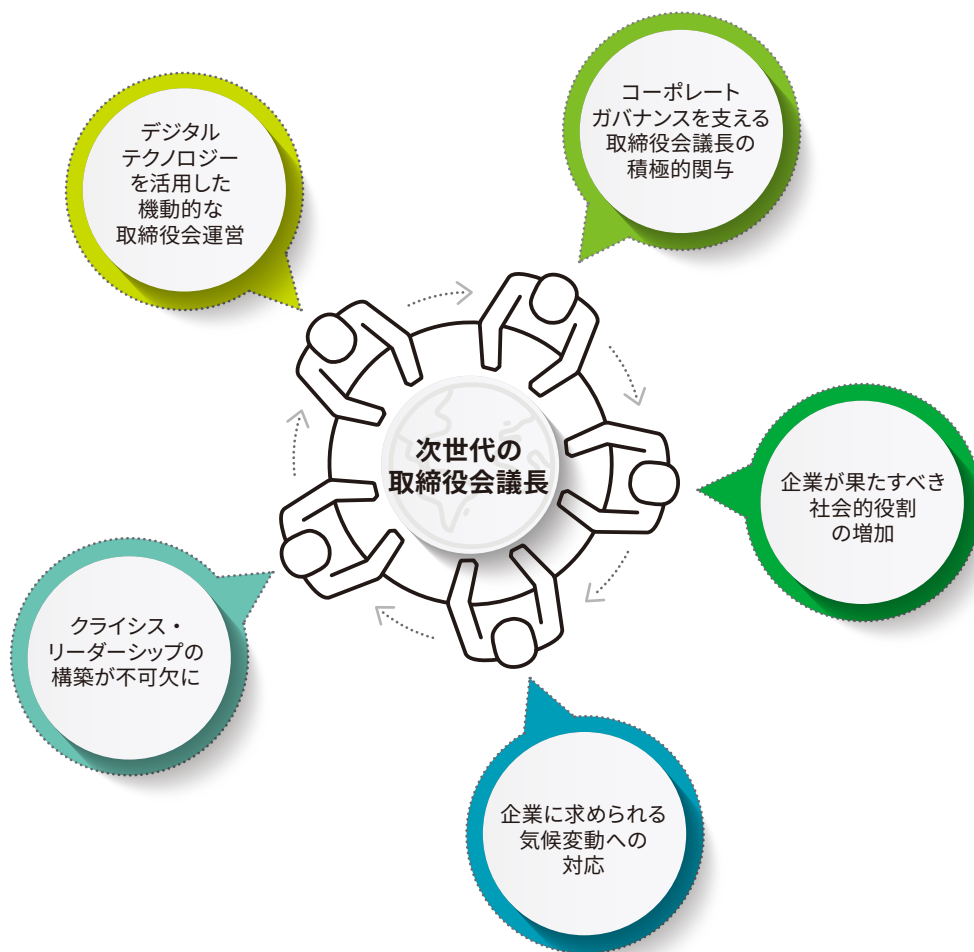 デジタル
テクノロジー
を活用した
機動的な
取締役会運営
コーポレート
ガバナンスを支える
取締役会議長の
積極的関与
次世代の
取締役会議長
企業が果たすべき
社会的役割
の増加
クライシス・
リーダーシップの
構築が不可欠に
企業に求められる
気候変動への
対応